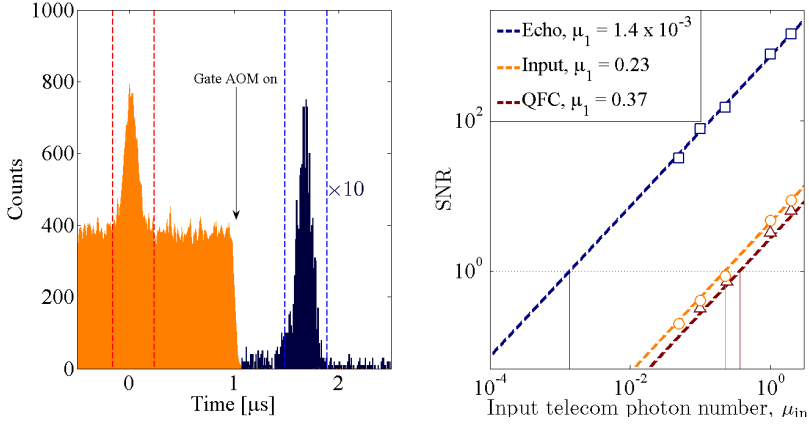 1000
800
600
400
200
0
Counts
Gate AOM on
×10
0
1
2
Time [μs]
Echo, μ₁ = 1.4 x 10⁻³
Input, μ₁ = 0.23
QFC, μ₁ = 0.37
10²
10⁰
SNR
10⁻⁴
10⁻²
10⁰
Input telecom photon number, μᵢₙ